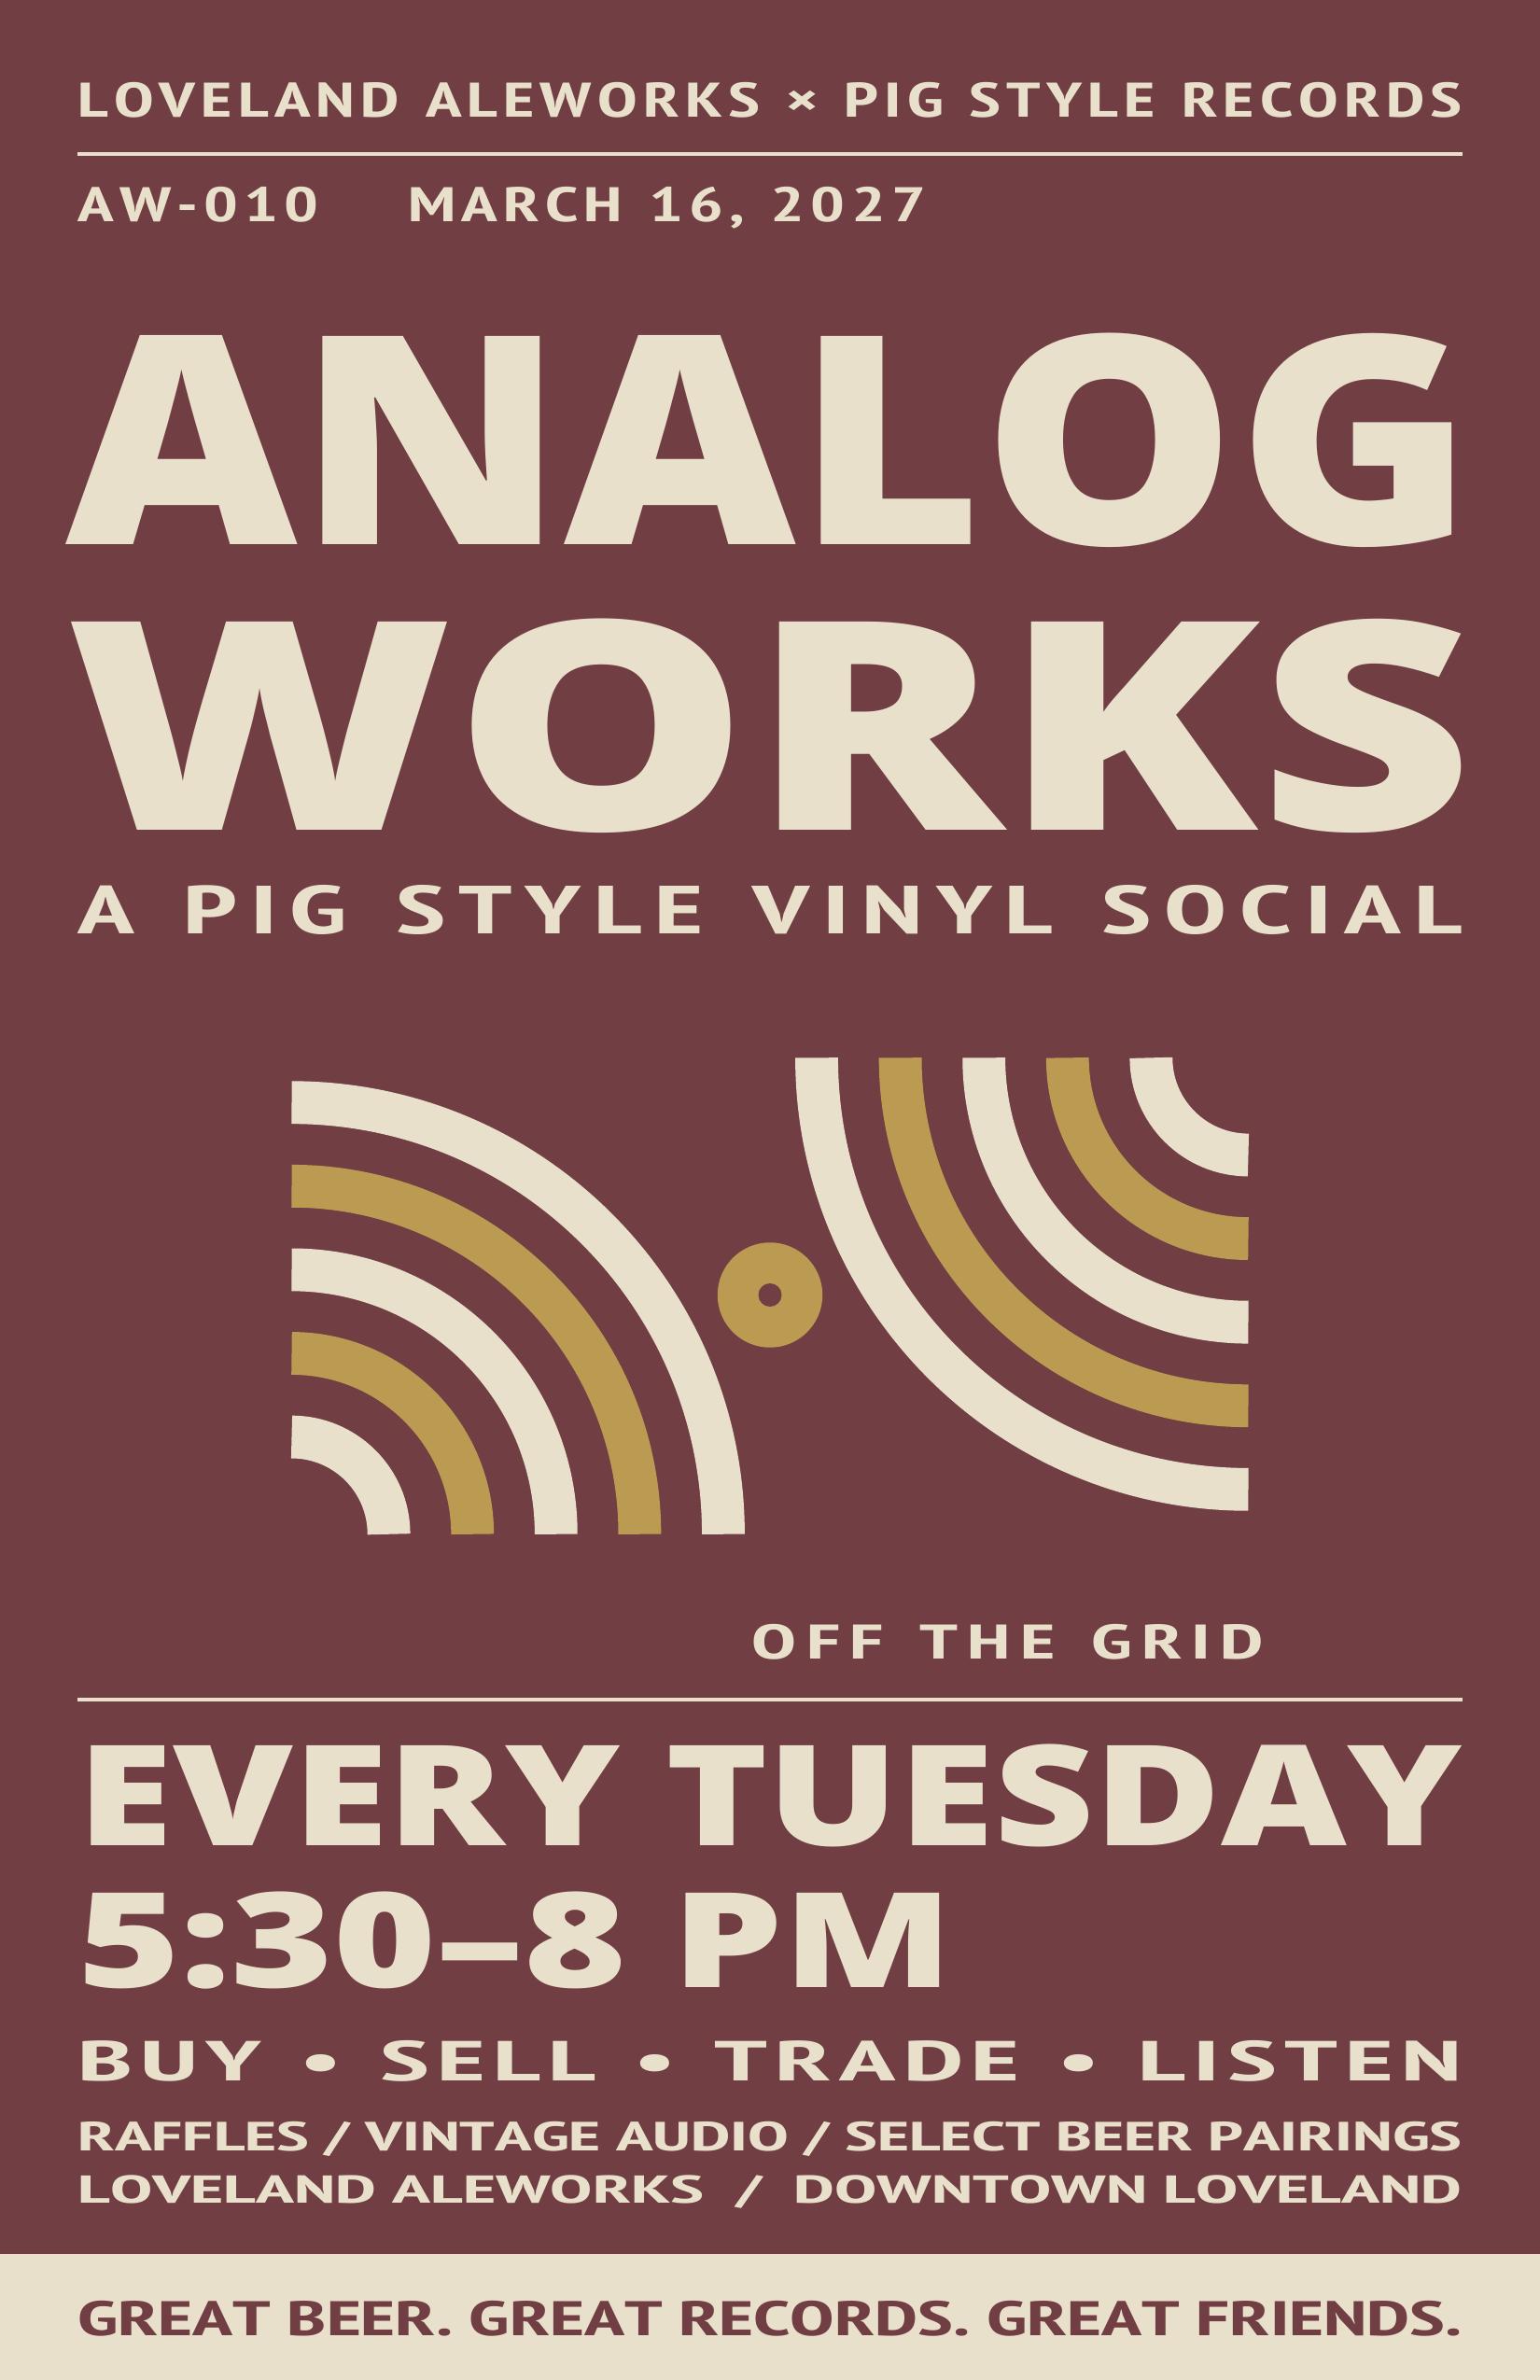 LOVELAND ALEWORKS × PIG STYLE RECORDS
AW-010 MARCH 16, 2027
ANALOG
WORKS
A PIG STYLE VINYL SOCIAL
OFF THE GRID
EVERY TUESDAY
5:30–8 PM
BUY • SELL • TRADE • LISTEN
RAFFLES / VINTAGE AUDIO / SELECT BEER PAIRINGS
LOVELAND ALEWORKS / DOWNTOWN LOVELAND
GREAT BEER. GREAT RECORDS. GREAT FRIENDS.